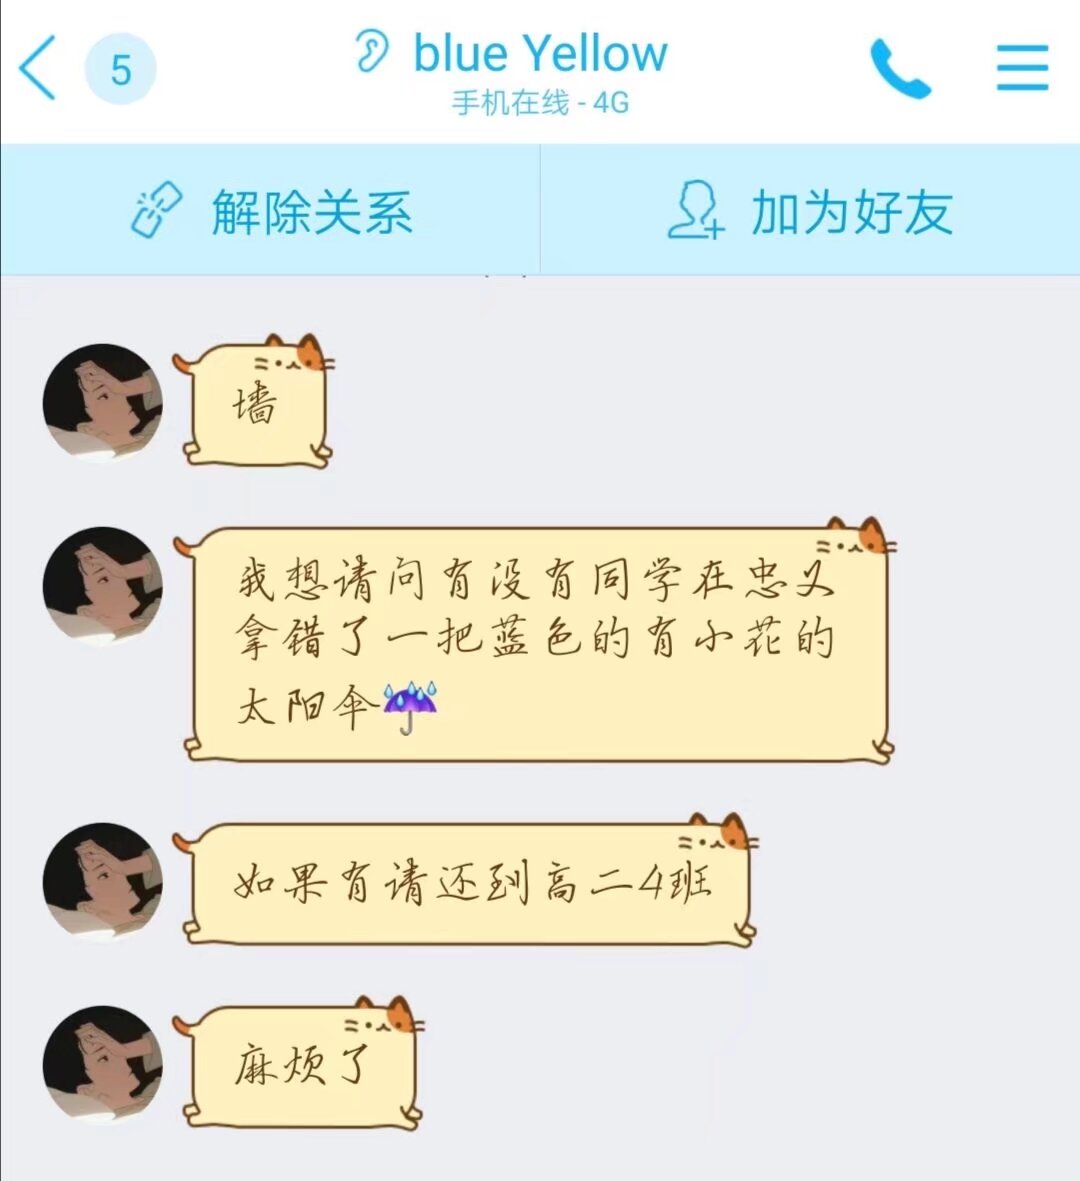 5
blue Yellow
手机在线 - 4G
解除关系
加为好友
墙
我想请问有没有同学在忠义
拿错了一把蓝色的有小花的
太阳伞☔
如果有请还到高二4班
麻烦了